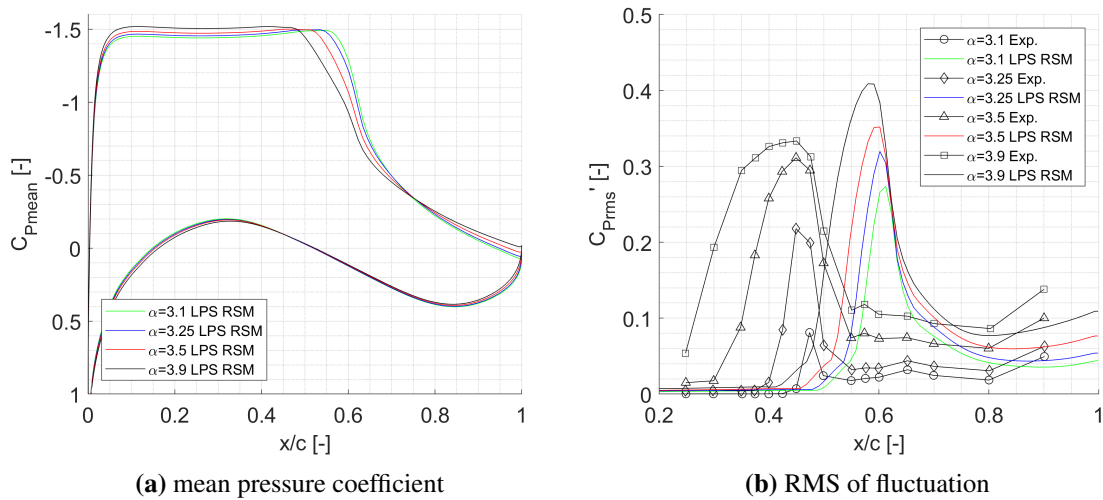 -1.5
-1
-0.5
0
0.5
1
C_Pmean [-]
0
0.2
0.4
0.6
0.8
1
x/c [-]
α=3.1 LPS RSM
α=3.25 LPS RSM
α=3.5 LPS RSM
α=3.9 LPS RSM
(a) mean pressure coefficient
0.5
0.4
0.3
0.2
0.1
0
C_Prms' [-]
0.2
0.4
0.6
0.8
1
x/c [-]
α=3.1 Exp.
α=3.1 LPS RSM
α=3.25 Exp.
α=3.25 LPS RSM
α=3.5 Exp.
α=3.5 LPS RSM
α=3.9 Exp.
α=3.9 LPS RSM
(b) RMS of fluctuation